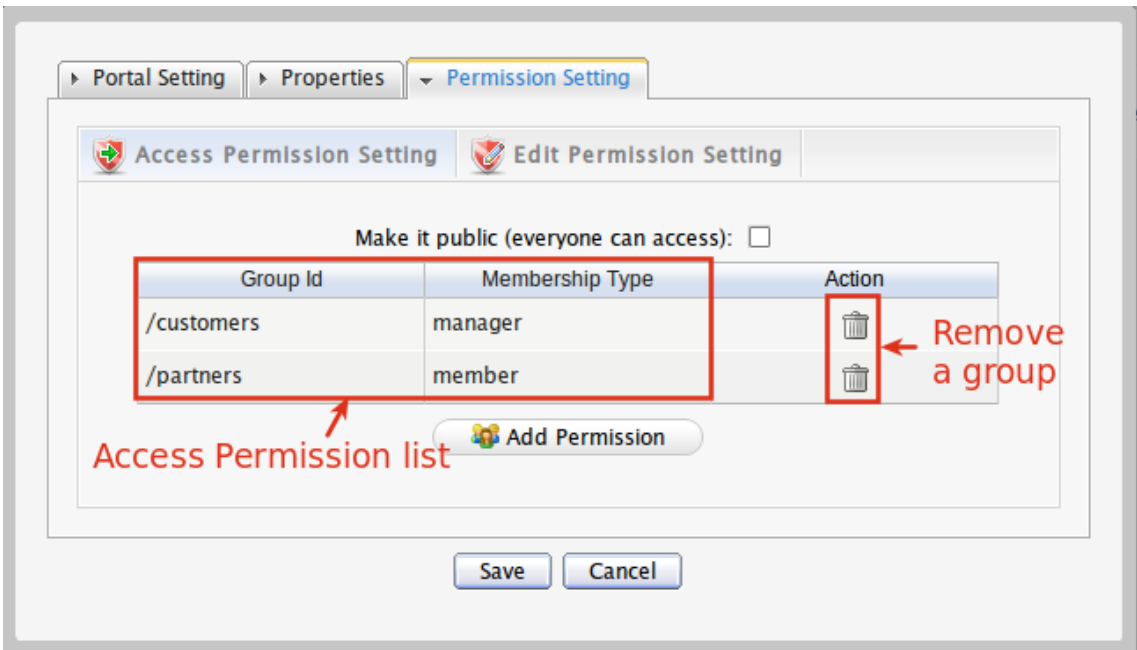 Portal Setting Properties Permission Setting
Access Permission Setting Edit Permission Setting
Make it public (everyone can access):
Group Id Membership Type Action
/customers manager
/partners member
Remove
a group
Add Permission
Access Permission list
Save Cancel